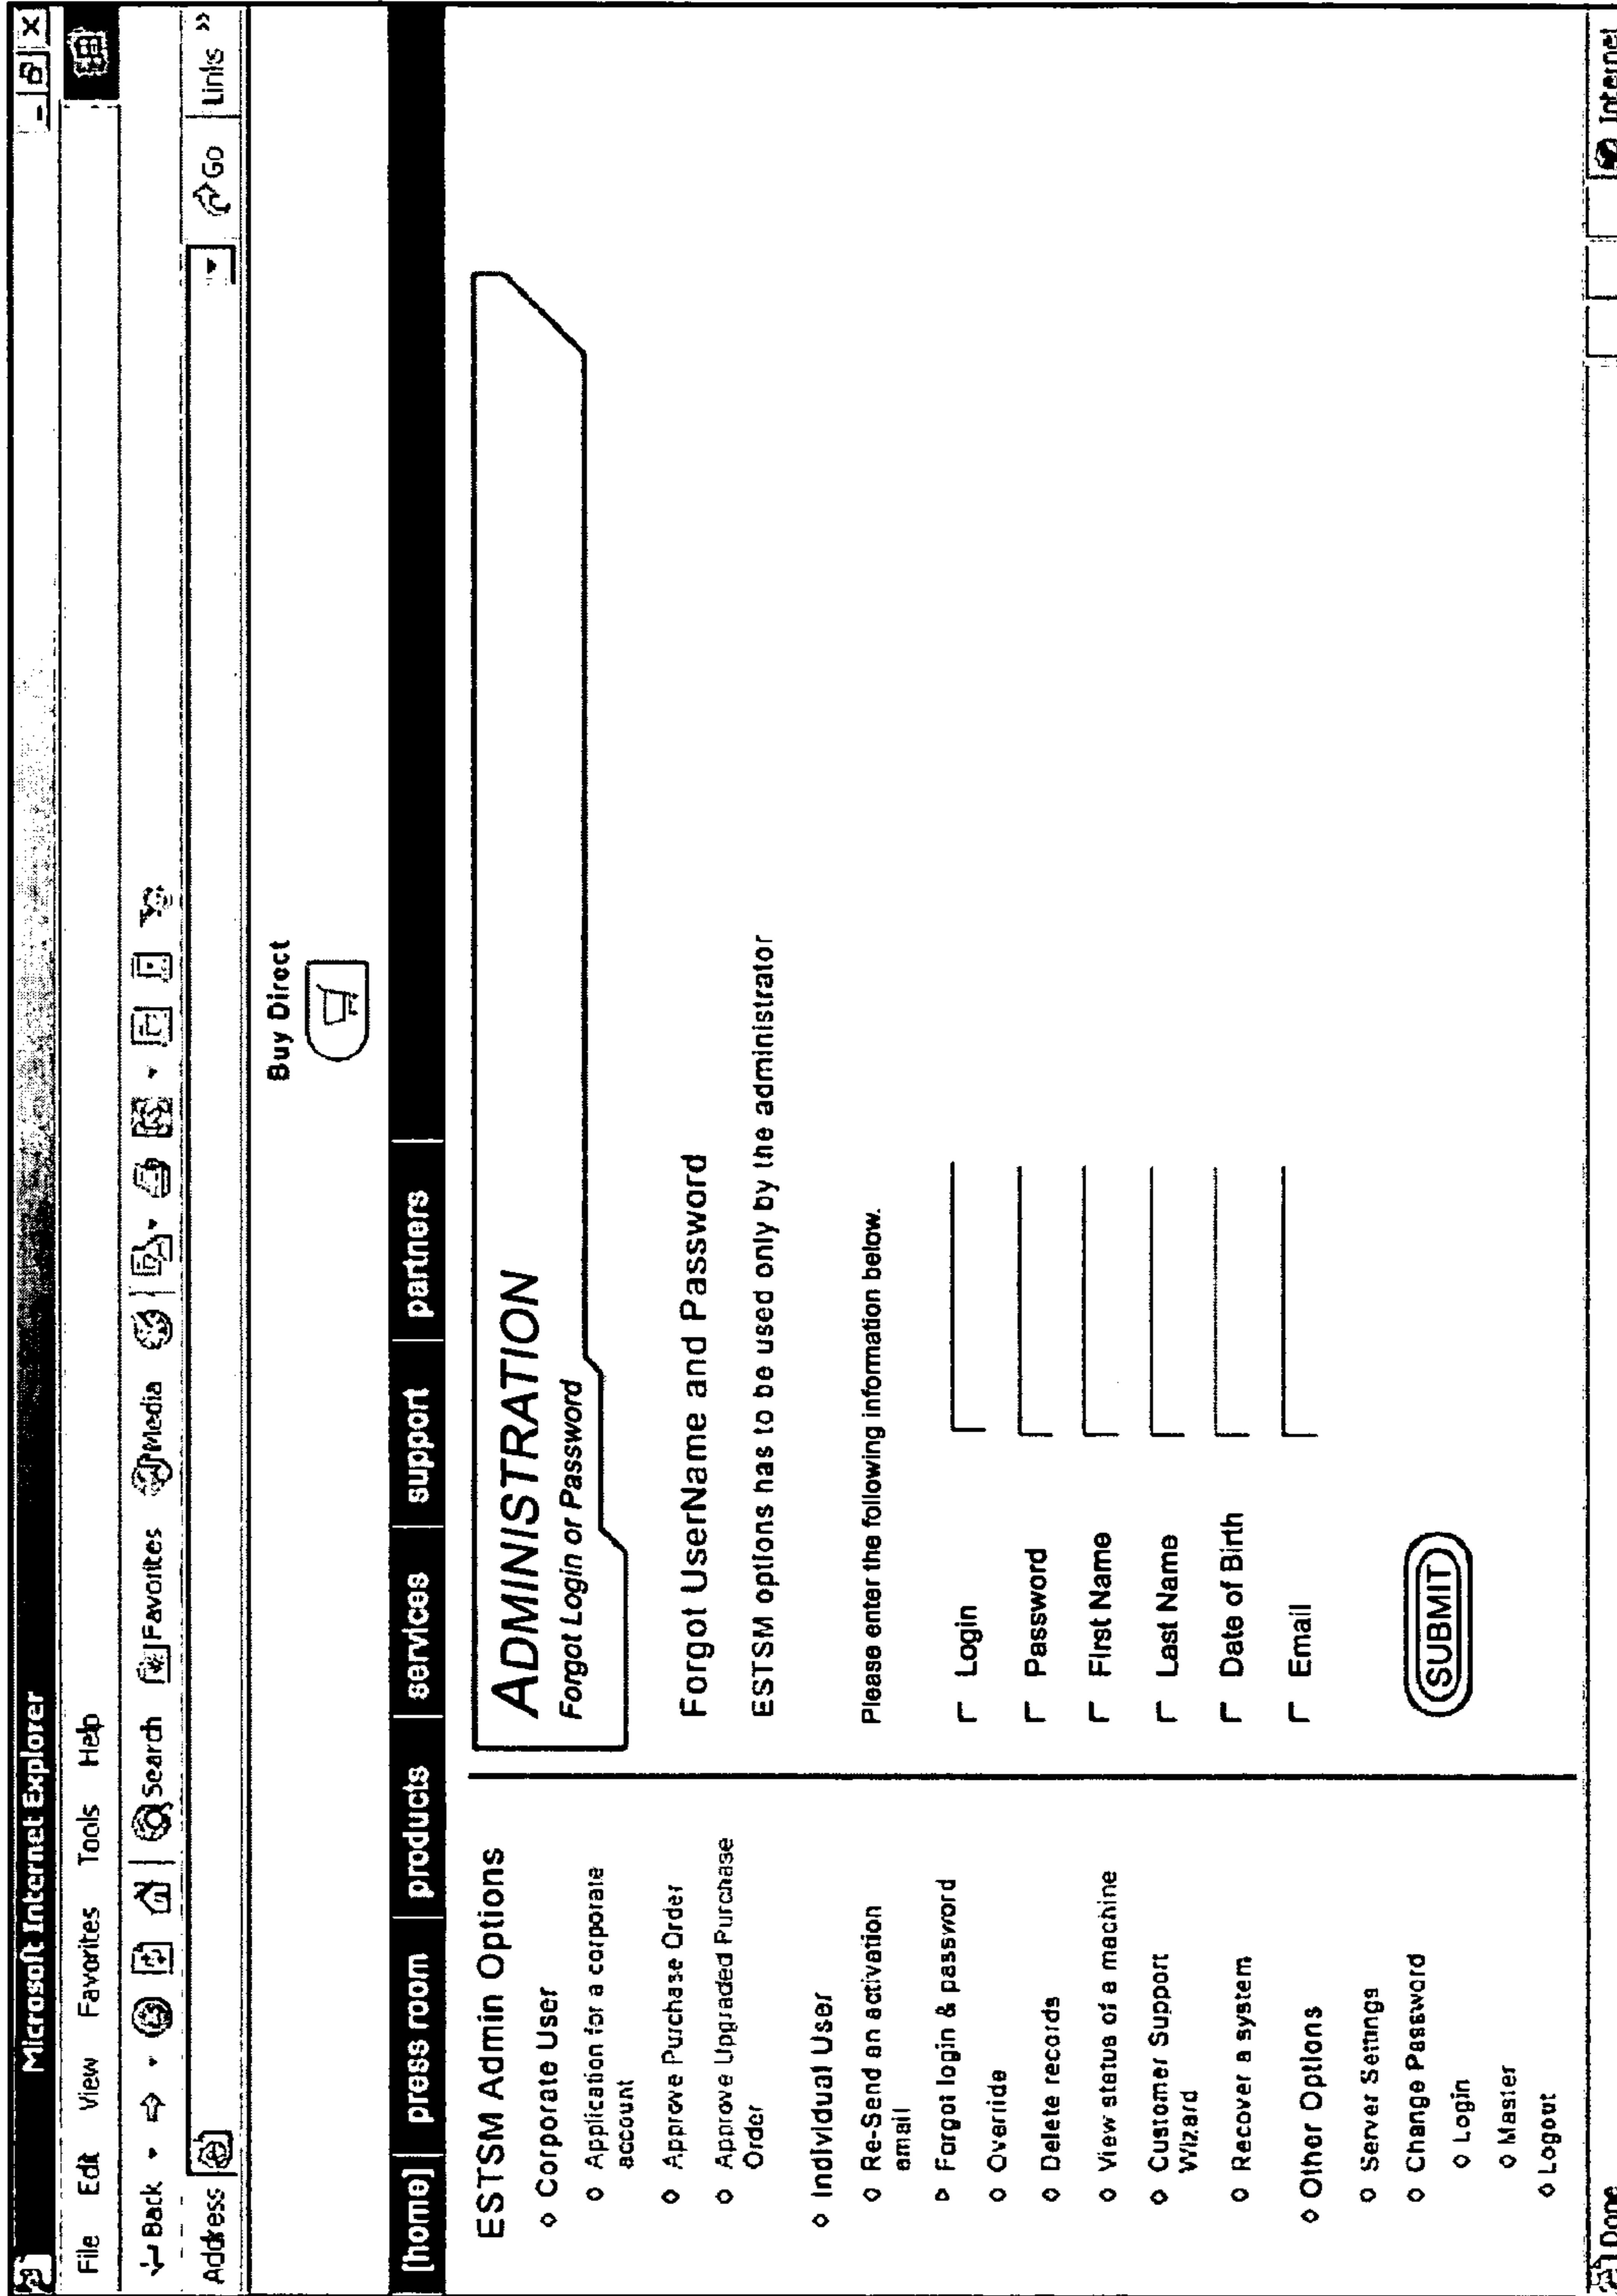 Microsoft Internet Explorer
File Edit View Favorites Tools Help
Back Search Favorites Media
Address Go Links »
Buy Direct
[home] press room products services support partners
ESTSM Admin Options
Corporate User
Application for a corporate
account
Approve Purchase Order
Approve Upgraded Purchase
Order
Individual User
Re-Send an activation
email
Forgot login & password
Override
Delete records
View status of a machine
Customer Support
Wizard
Recover a system
Other Options
Server Settings
Change Password
Login
Master
Logout
ADMINISTRATION
Forgot Login or Password
Forgot UserName and Password
ESTSM options has to be used only by the administrator
Please enter the following information below.
Login
Password
First Name
Last Name
Date of Birth
Email
SUBMIT
Done Internet